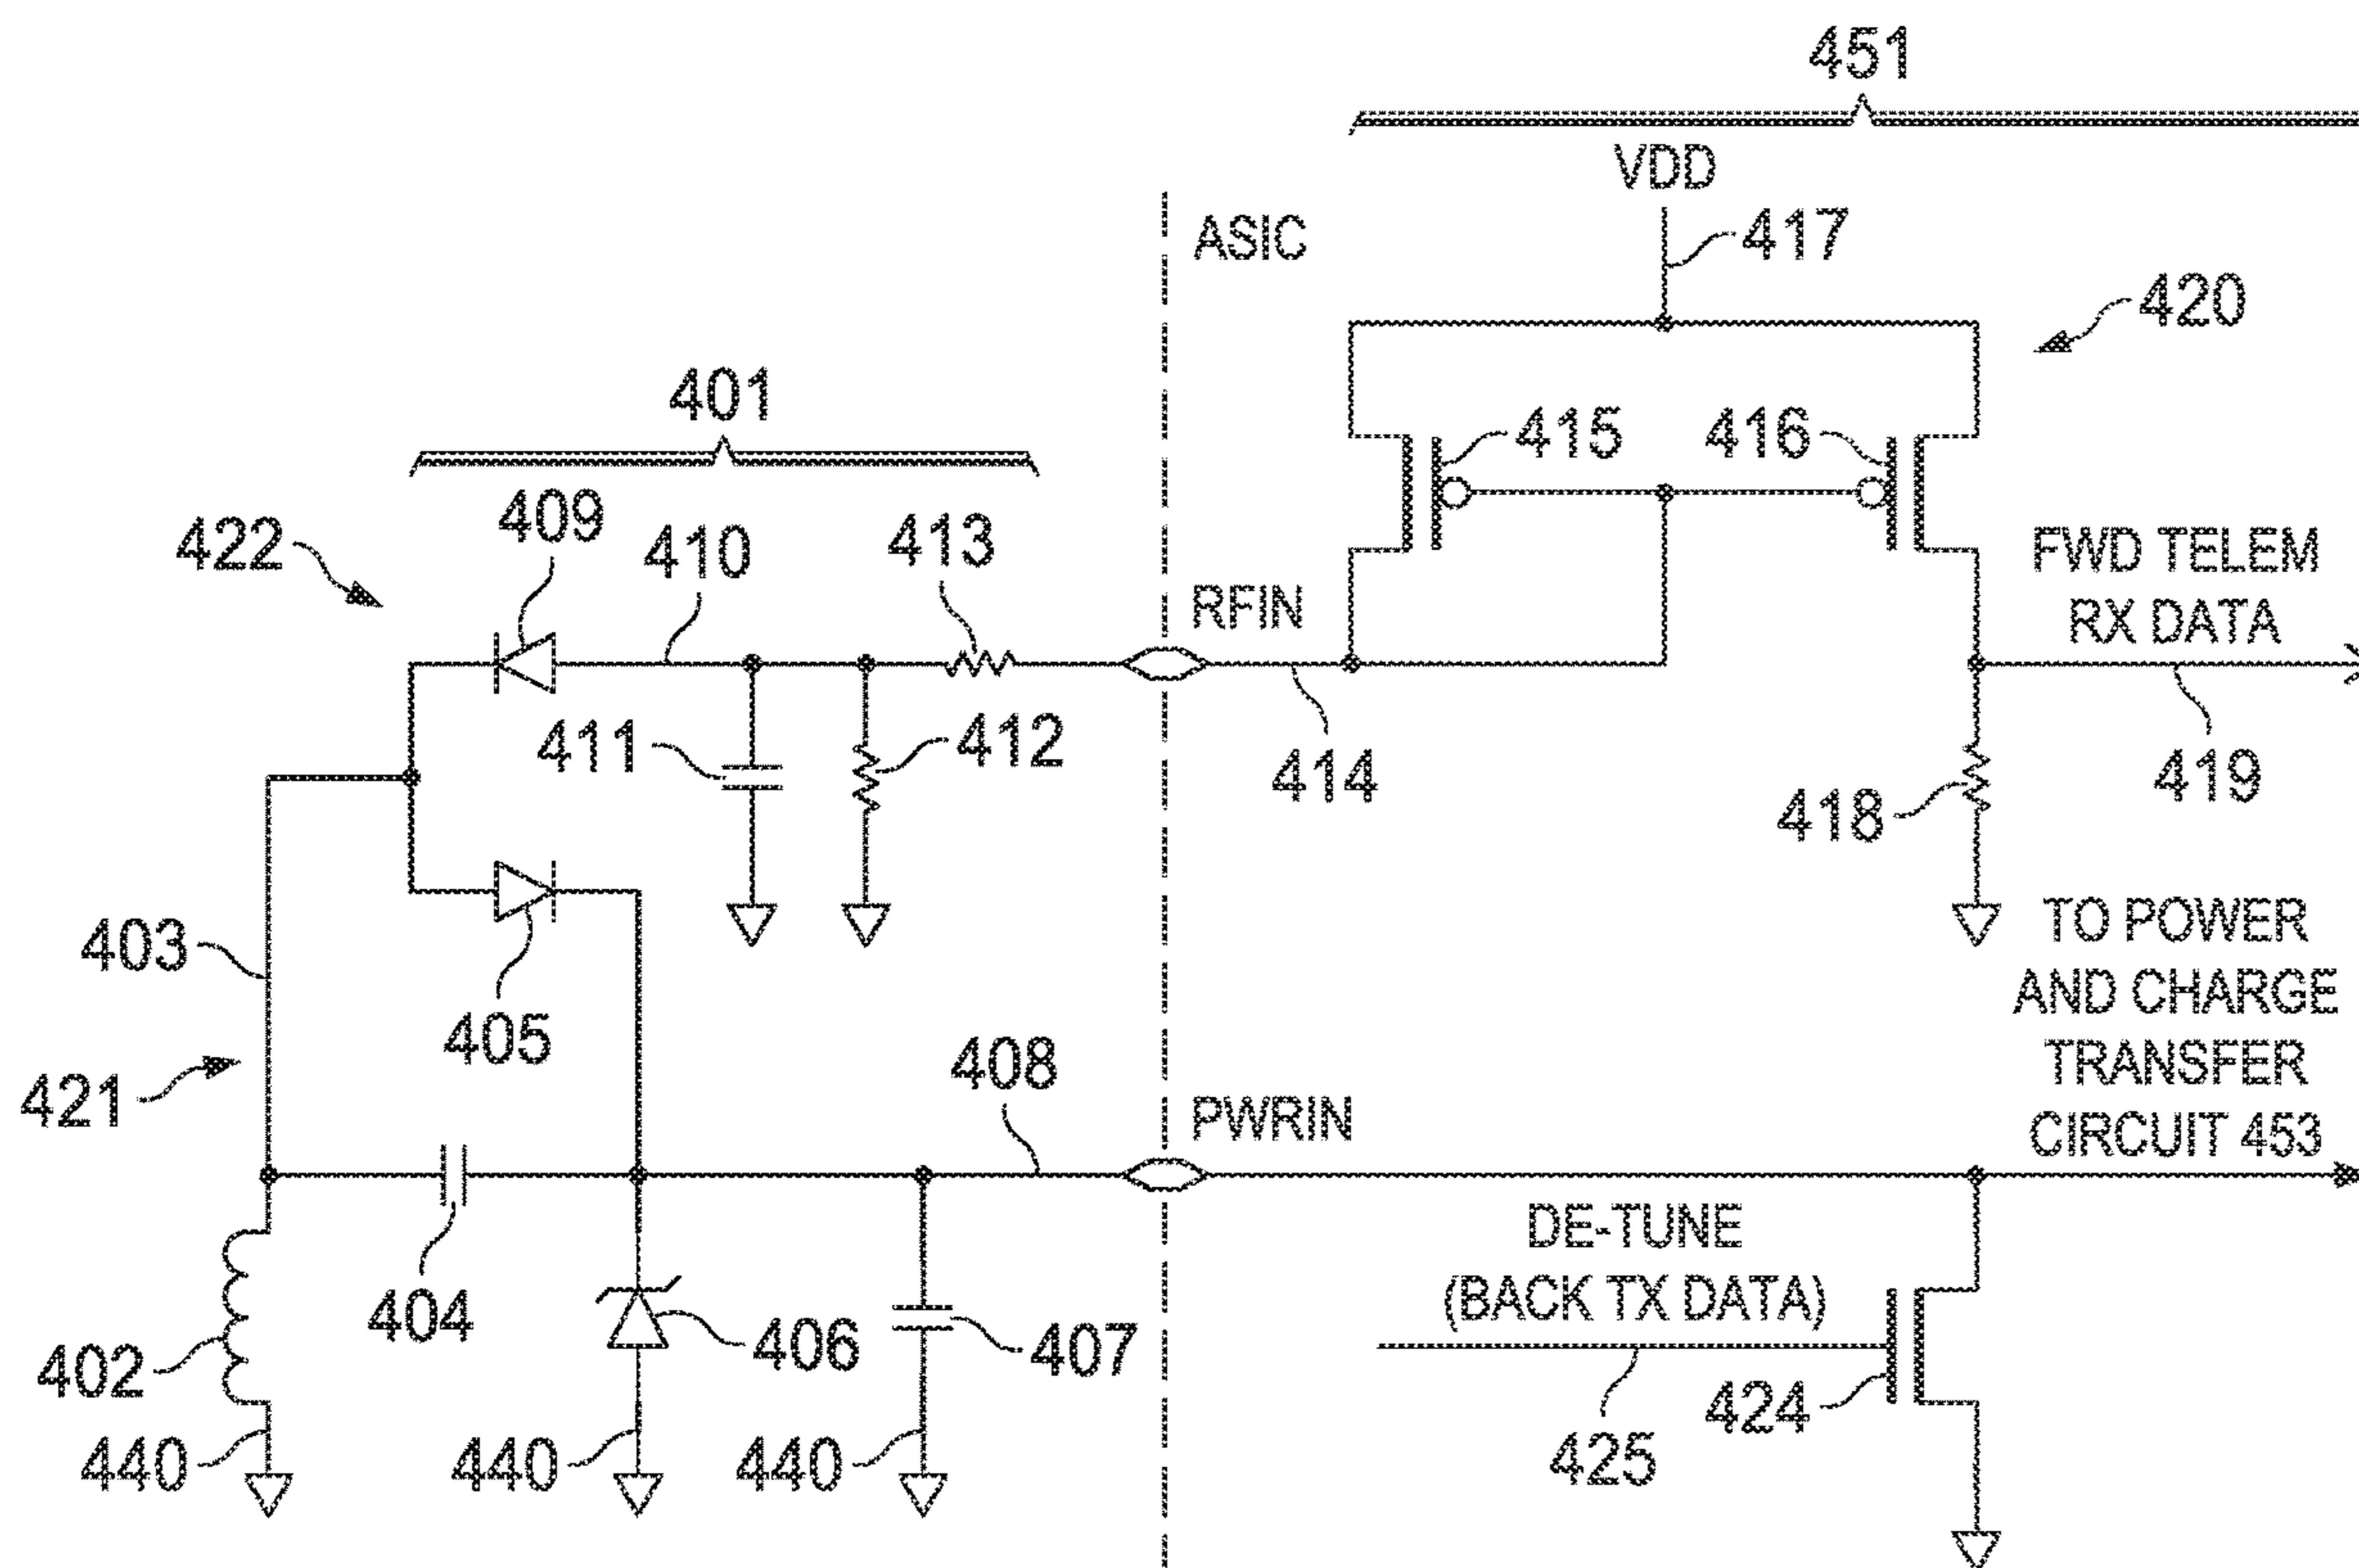 451
VDD
ASIC
417
420
401
415
416
409
422
410
413
RFIN
FWD TELEM
RX DATA
411
412
414
418
419
403
405
TO POWER
AND CHARGE
TRANSFER
CIRCUIT 453
421
408
PWRIN
DE-TUNE
(BACK TX DATA)
404
402
406
407
424
440
440
440
425